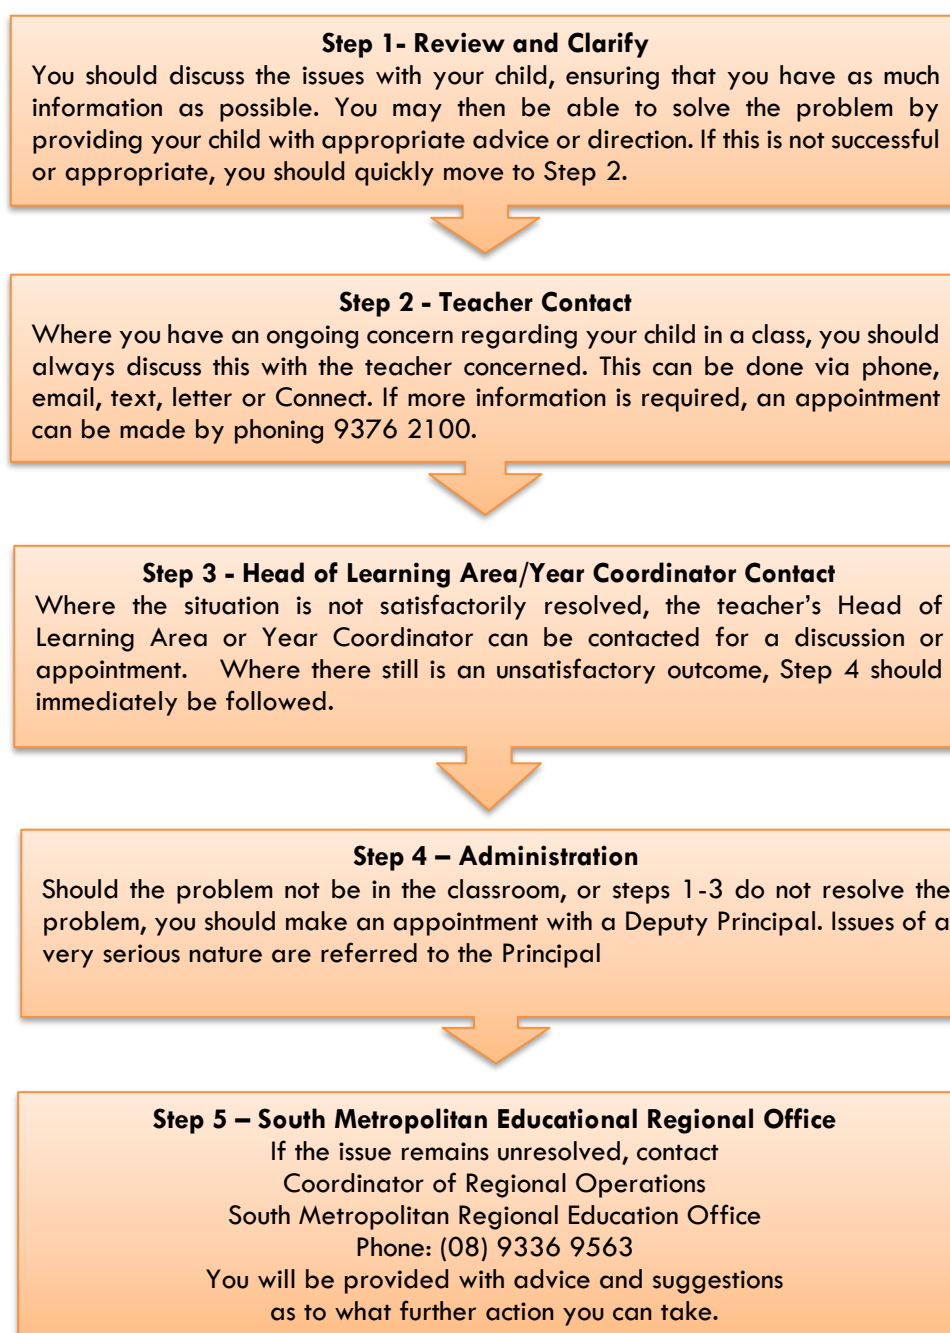 Step 1- Review and Clarify
You should discuss the issues with your child, ensuring that you have as much
information as possible. You may then be able to solve the problem by
providing your child with appropriate advice or direction. If this is not successful
or appropriate, you should quickly move to Step 2.
Step 2 - Teacher Contact
Where you have an ongoing concern regarding your child in a class, you should
always discuss this with the teacher concerned. This can be done via phone,
email, text, letter or Connect. If more information is required, an appointment
can be made by phoning 9376 2100.
Step 3 - Head of Learning Area/Year Coordinator Contact
Where the situation is not satisfactorily resolved, the teacher’s Head of
Learning Area or Year Coordinator can be contacted for a discussion or
appointment. Where there still is an unsatisfactory outcome, Step 4 should
immediately be followed.
Step 4 – Administration
Should the problem not be in the classroom, or steps 1-3 do not resolve the
problem, you should make an appointment with a Deputy Principal. Issues of a
very serious nature are referred to the Principal
Step 5 – South Metropolitan Educational Regional Office
If the issue remains unresolved, contact
Coordinator of Regional Operations
South Metropolitan Regional Education Office
Phone: (08) 9336 9563
You will be provided with advice and suggestions
as to what further action you can take.